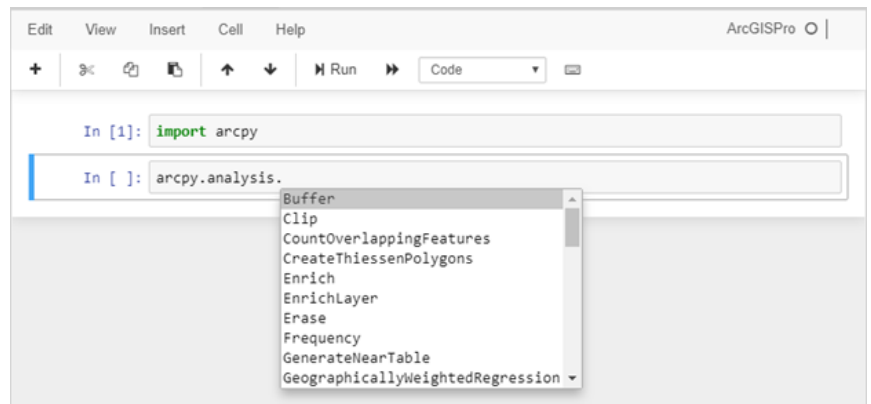 Edit View Insert Cell Help ArcGISPro
Run Code
In [1]: import arcpy
In [ ]: arcpy.analysis.
Buffer
Clip
CountOverlappingFeatures
CreateThiessenPolygons
Enrich
EnrichLayer
Erase
Frequency
GenerateNearTable
GeographicallyWeightedRegression